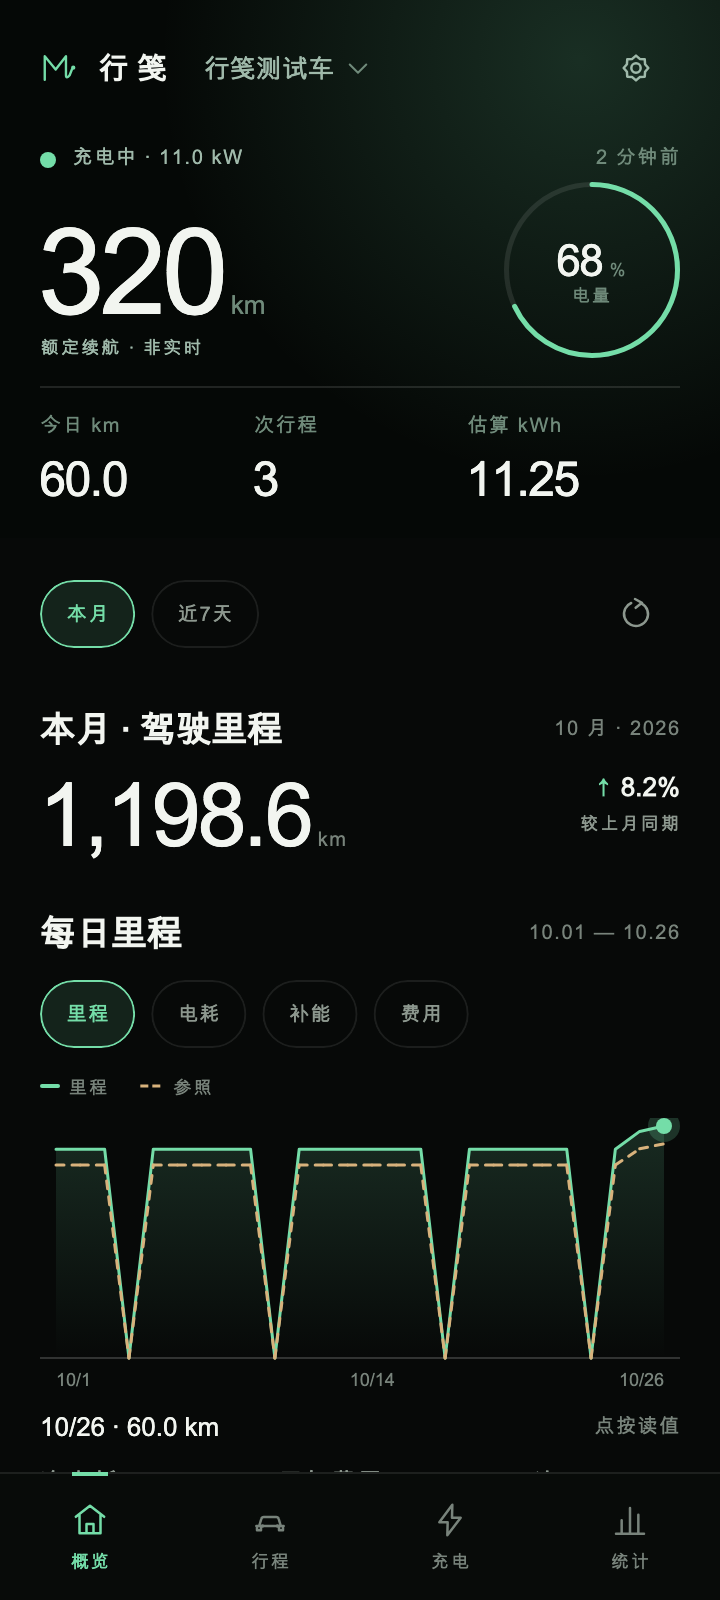 行笺 行笺测试车
充电中 · 11.0 kW 2 分钟前
320 km
68 %
电量
额定续航 · 非实时
今日 km 次行程 估算 kWh
60.0 3 11.25
本月 近7天
本月 · 驾驶里程 10 月 · 2026
1,198.6 km
↑ 8.2%
较上月同期
每日里程 10.01 — 10.26
里程 电耗 补能 费用
里程 参照
10/1 10/14 10/26
10/26 · 60.0 km 点按读值
概览 行程 充电 统计